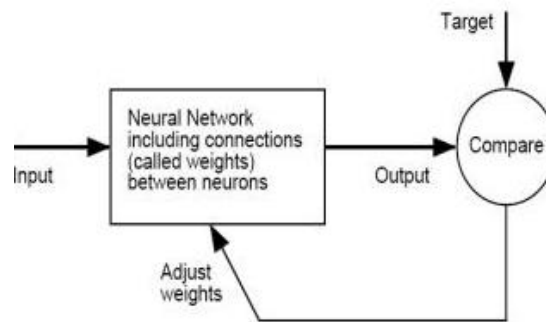 Target
Neural Network
including connections
(called weights)
between neurons
Compare
Input
Output
Adjust
weights